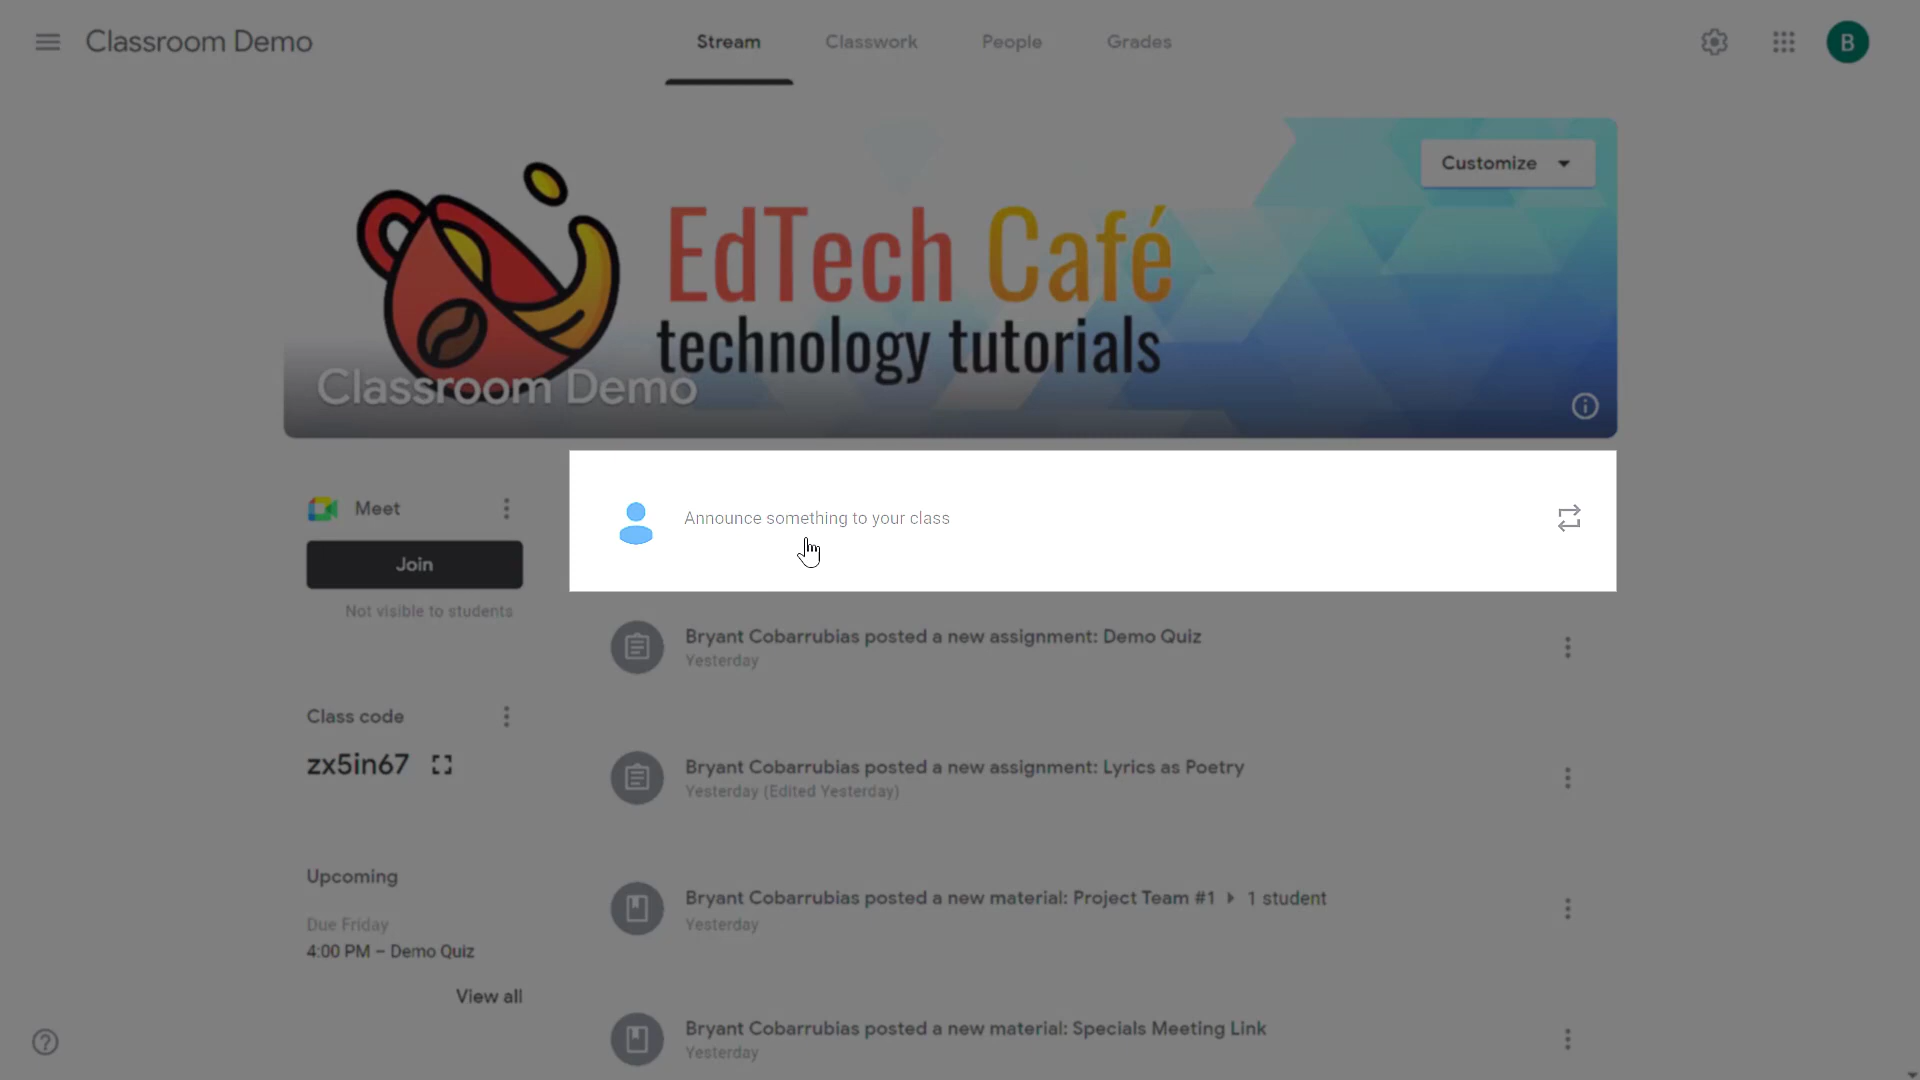 Classroom Demo
Stream
Classwork
People
Grades
B
Customize
EdTech Café
technology tutorials
Classroom Demo
Meet
Join
Not visible to students
Class code
zx5in67
Upcoming
Due Friday
4:00 PM – Demo Quiz
View all
Announce something to your class
Bryant Cobarrubias posted a new assignment: Demo Quiz
Yesterday
Bryant Cobarrubias posted a new assignment: Lyrics as Poetry
Yesterday (Edited Yesterday)
Bryant Cobarrubias posted a new material: Project Team #1 ‣ 1 student
Yesterday
Bryant Cobarrubias posted a new material: Specials Meeting Link
Yesterday